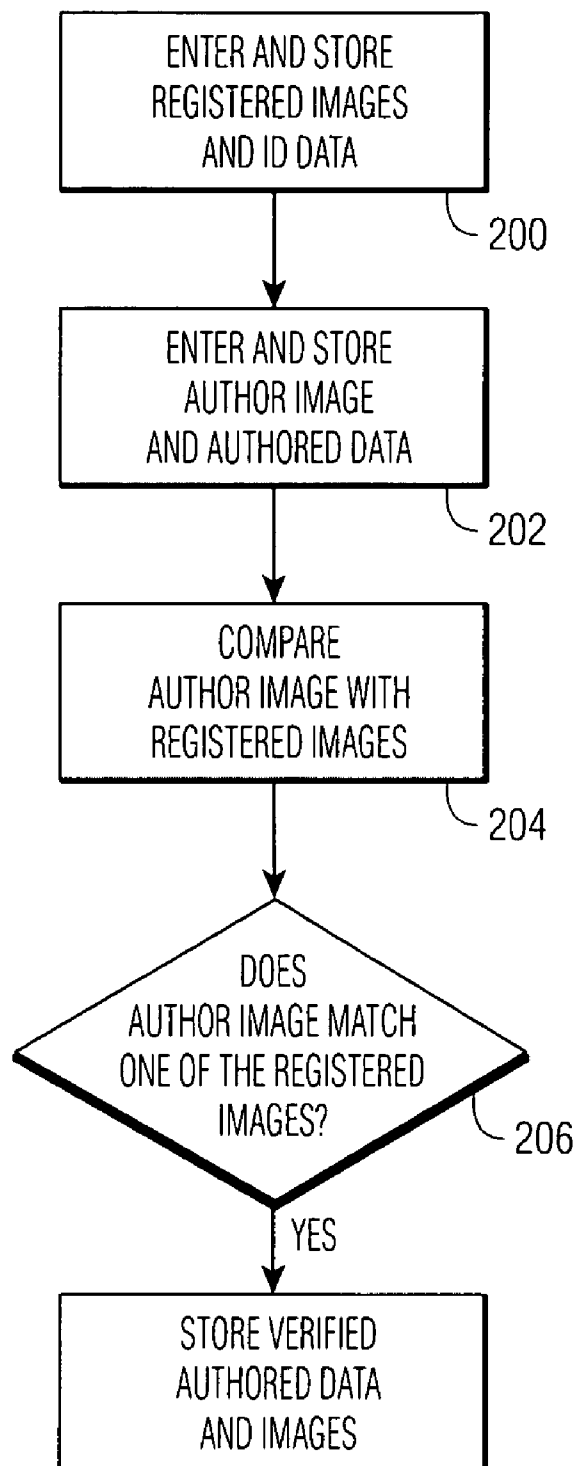 ENTER AND STORE
REGISTERED IMAGES
AND ID DATA
200
ENTER AND STORE
AUTHOR IMAGE
AND AUTHORED DATA
202
COMPARE
AUTHOR IMAGE WITH
REGISTERED IMAGES
204
DOES
AUTHOR IMAGE MATCH
ONE OF THE REGISTERED
IMAGES?
206
YES
STORE VERIFIED
AUTHORED DATA
AND IMAGES